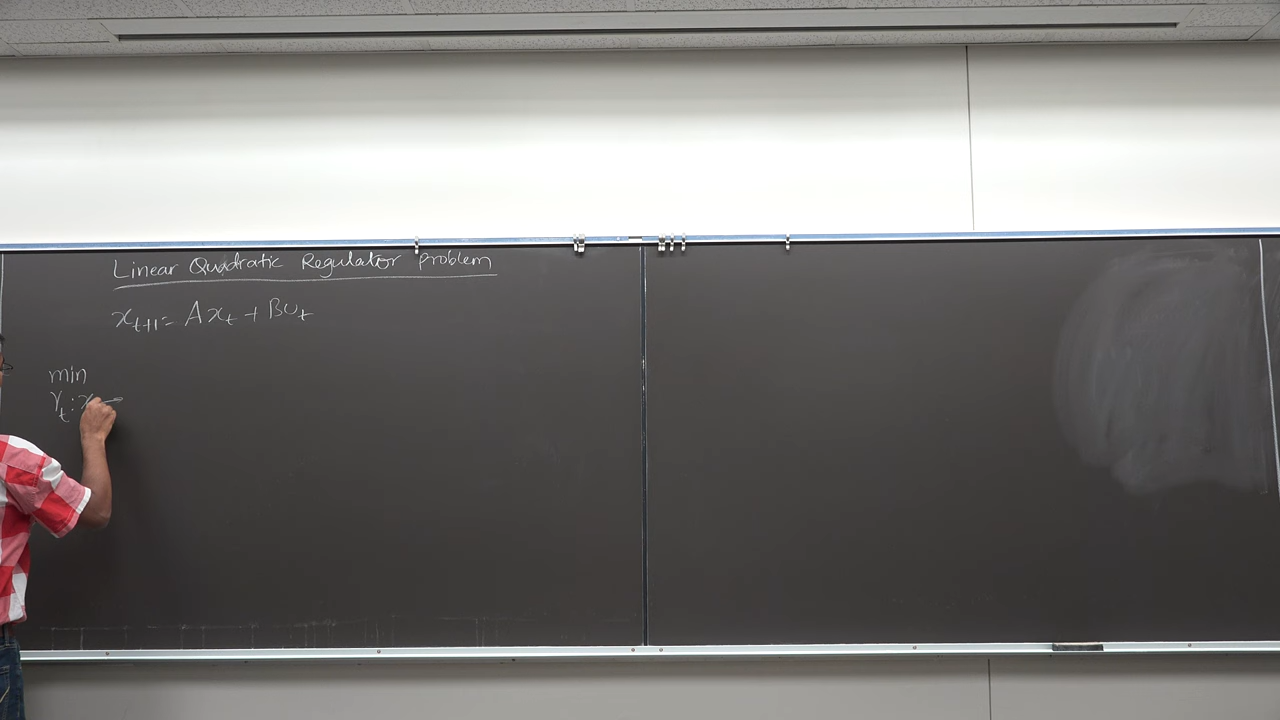 Linear Quadratic Regulator problem
x_{t+1} = Ax_t + Bu_t
min
γ_t : x →